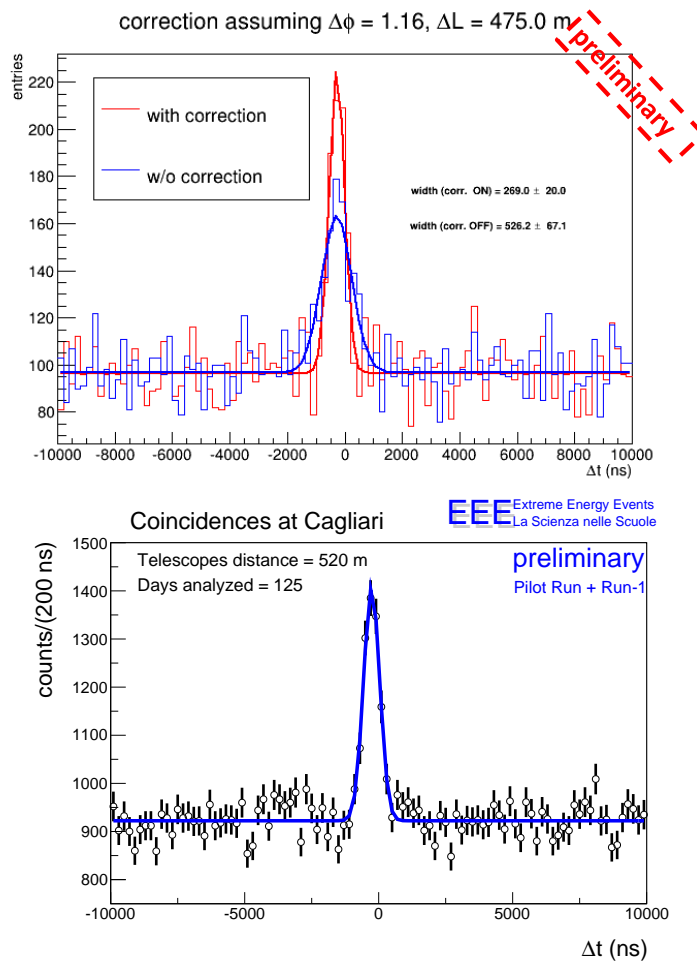 correction assuming Δϕ = 1.16, ΔL = 475.0 m
preliminary
entries
220
200
180
160
140
120
100
80
with correction
w/o correction
width (corr. ON) = 269.0 ± 20.0
width (corr. OFF) = 526.2 ± 67.1
-10000 -8000 -6000 -4000 -2000 0 2000 4000 6000 8000 10000
Δt (ns)
Coincidences at Cagliari
EEE Extreme Energy Events
La Scienza nelle Scuole
counts/(200 ns)
1500
1400
1300
1200
1100
1000
900
800
Telescopes distance = 520 m
Days analyzed = 125
preliminary
Pilot Run + Run-1
-10000 -5000 0 5000 10000
Δt (ns)